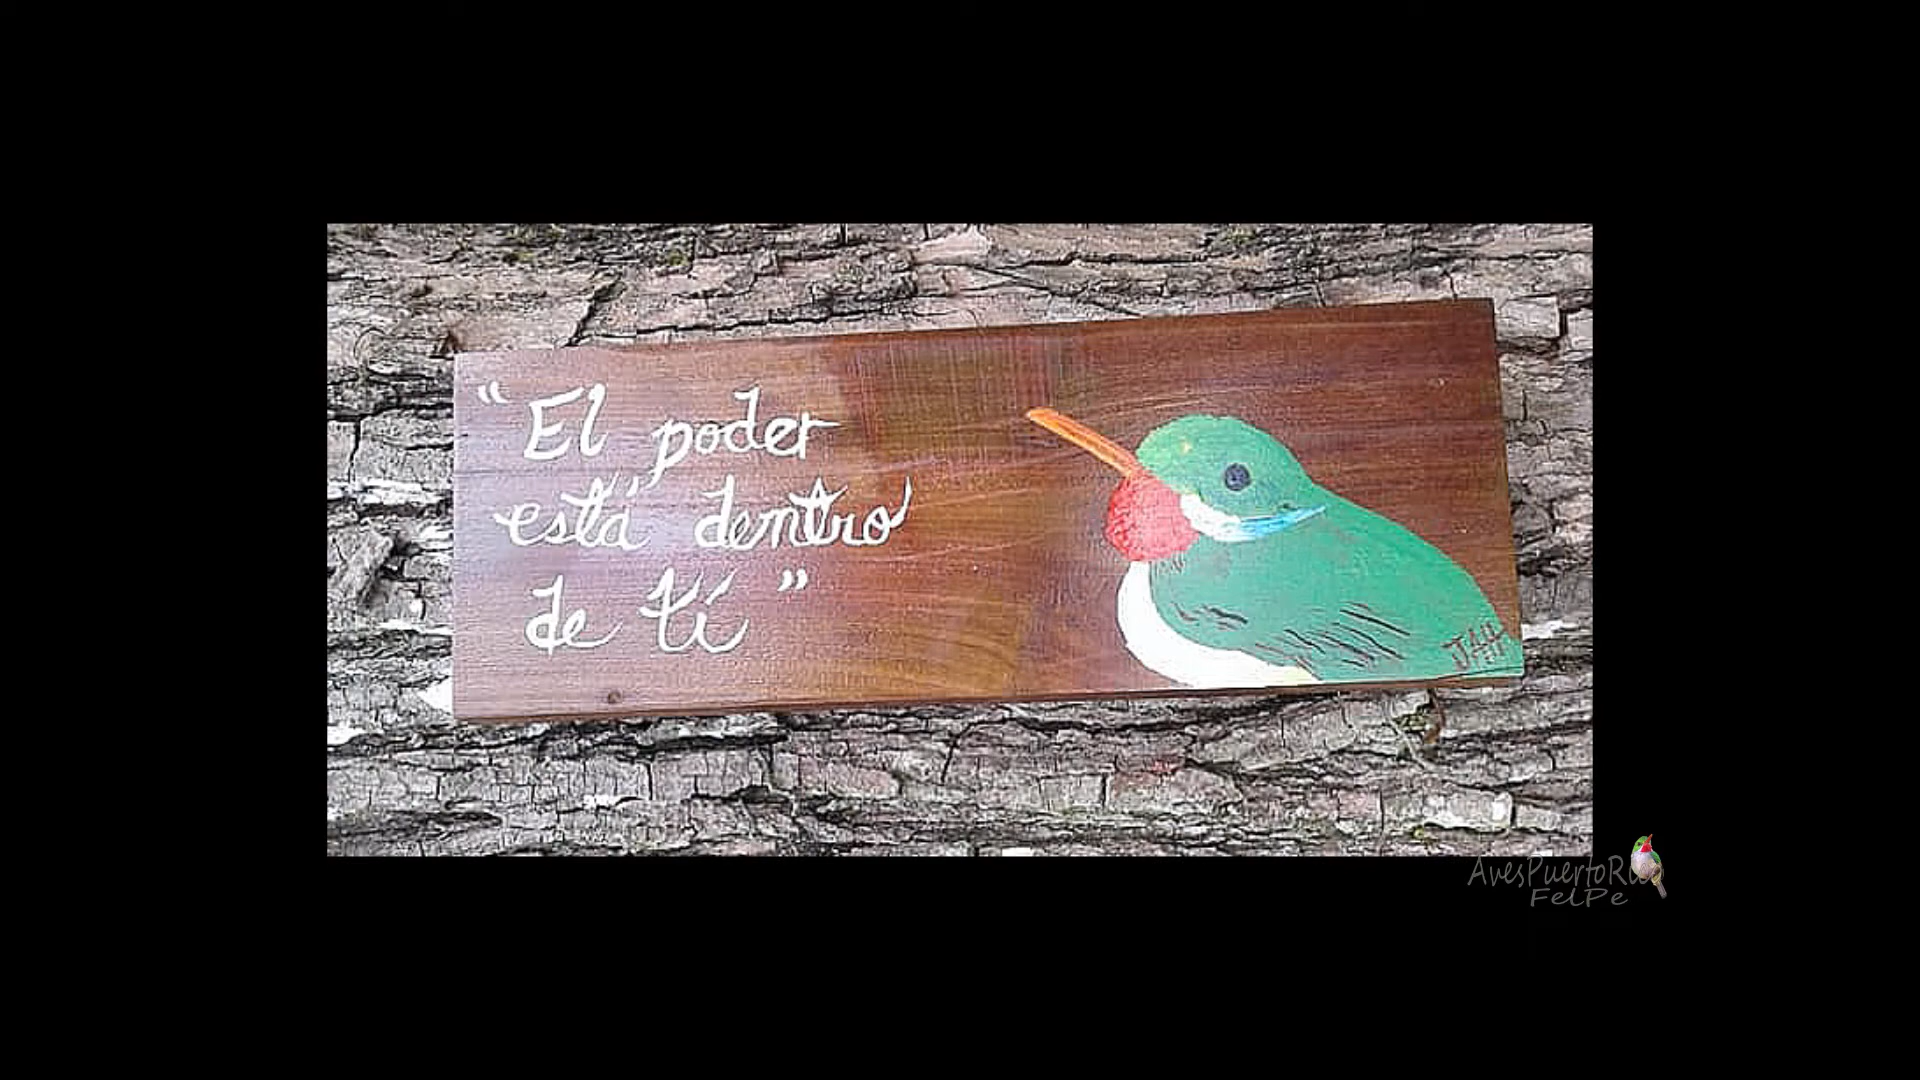 “El poder
está dentro
de tí”
JAH
AvesPuertoRico
FelPe